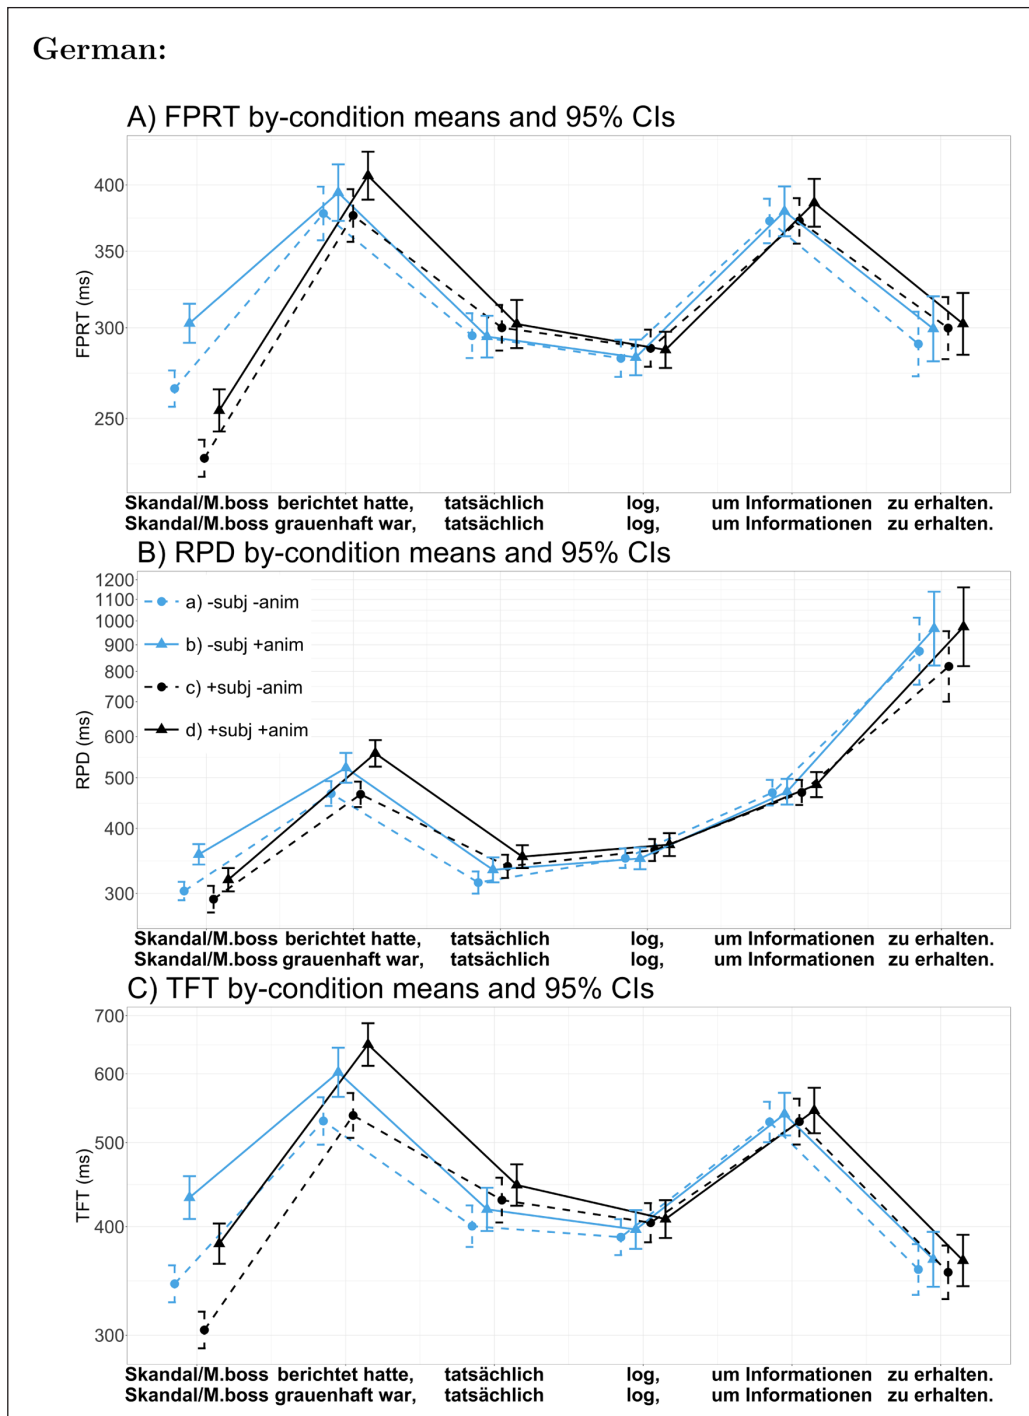 German:
A) FPRT by-condition means and 95% CIs
FPRT (ms)
400
350
300
250
Skandal/M.boss berichtet hatte, tatsächlich log, um Informationen zu erhalten.
Skandal/M.boss grauenhaft war, tatsächlich log, um Informationen zu erhalten.
B) RPD by-condition means and 95% CIs
RPD (ms)
1200
1100
1000
900
800
700
600
500
400
300
a) -subj -anim
b) -subj +anim
c) +subj -anim
d) +subj +anim
Skandal/M.boss berichtet hatte, tatsächlich log, um Informationen zu erhalten.
Skandal/M.boss grauenhaft war, tatsächlich log, um Informationen zu erhalten.
C) TFT by-condition means and 95% CIs
TFT (ms)
700
600
500
400
300
Skandal/M.boss berichtet hatte, tatsächlich log, um Informationen zu erhalten.
Skandal/M.boss grauenhaft war, tatsächlich log, um Informationen zu erhalten.